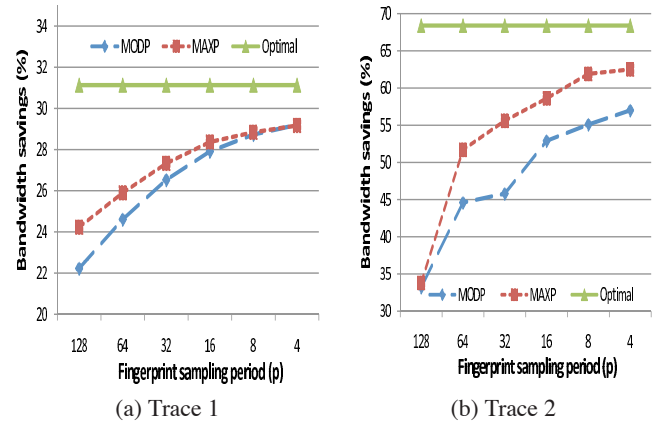 34
32
30
28
26
24
22
20
Bandwidth savings (%)
MODP MAXP Optimal
128 64 32 16 8 4
Fingerprint sampling period (p)
(a) Trace 1
70
65
60
55
50
45
40
35
30
Bandwidth savings (%)
MODP MAXP Optimal
128 64 32 16 8 4
Fingerprint sampling period (p)
(b) Trace 2